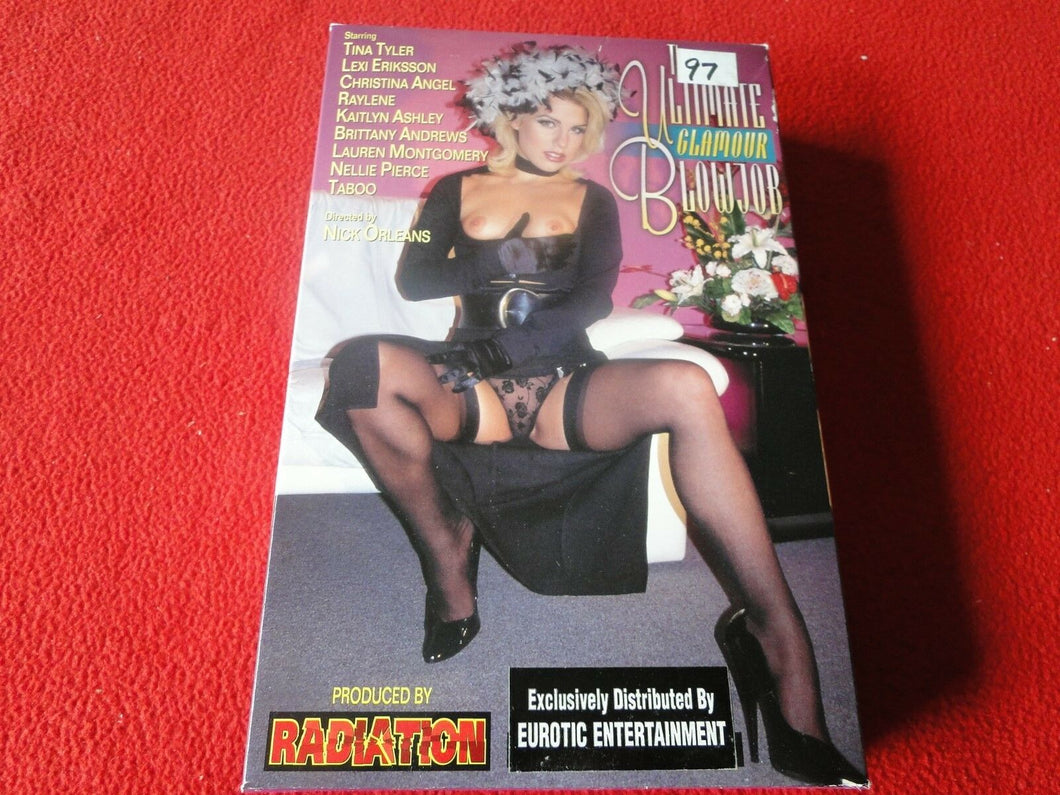 Starring
TINA TYLER
LEXI ERIKSSON
CHRISTINA ANGEL
RAYLENE
KAITLYN ASHLEY
BRITTANY ANDREWS
LAUREN MONTGOMERY
NELLIE PIERCE
TABOO
Directed by
NICK ORLEANS
97
ULTIMATE
GLAMOUR
BLOWJOB
PRODUCED BY
RADIATION
Exclusively Distributed By
EUROTIC ENTERTAINMENT